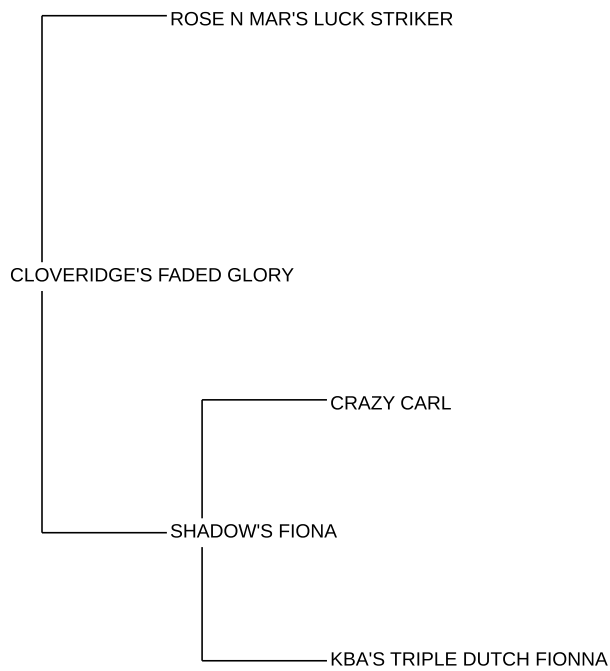 ROSE N MAR'S LUCK STRIKER
CLOVERIDGE'S FADED GLORY
CRAZY CARL
SHADOW'S FIONA
KBA'S TRIPLE DUTCH FIONNA